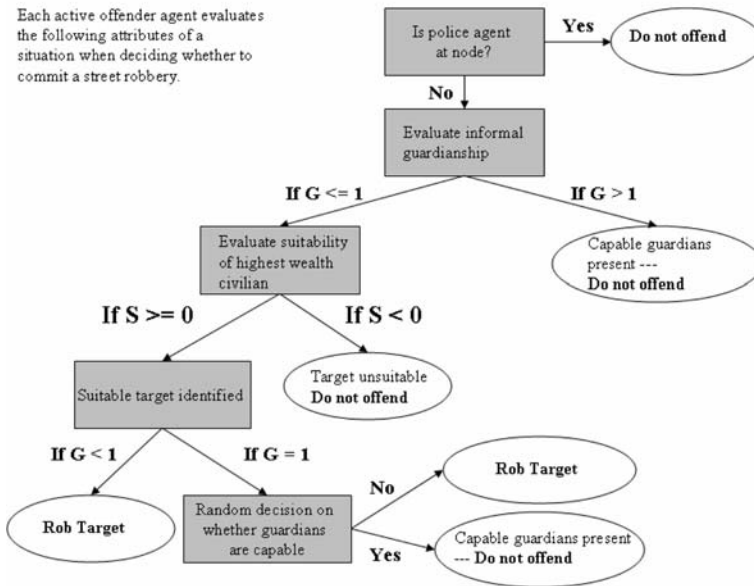 Each active offender agent evaluates
the following attributes of a
situation when deciding whether to
commit a street robbery.
Is police agent
at node?
Yes
Do not offend
No
Evaluate informal
guardianship
If G <= 1
If G > 1
Evaluate suitability
of highest wealth
civilian
Capable guardians
present ---
Do not offend
If S >= 0
If S < 0
Suitable target identified
Target unsuitable
Do not offend
If G < 1
If G = 1
Rob Target
Random decision on
whether guardians
are capable
No
Rob Target
Yes
Capable guardians present
--- Do not offend